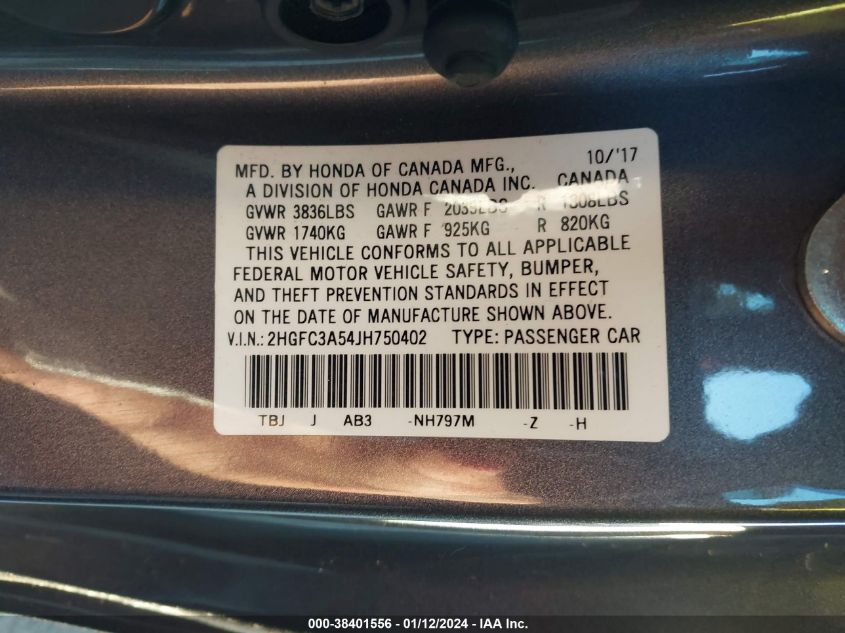 MFD. BY HONDA OF CANADA MFG., 10/'17
A DIVISION OF HONDA CANADA INC. CANADA
GVWR 3836LBS GAWR F 2039LBS R 1808LBS
GVWR 1740KG GAWR F 925KG R 820KG
THIS VEHICLE CONFORMS TO ALL APPLICABLE
FEDERAL MOTOR VEHICLE SAFETY, BUMPER,
AND THEFT PREVENTION STANDARDS IN EFFECT
ON THE DATE OF MANUFACTURE SHOWN ABOVE.
V.I.N.: 2HGFC3A54JH750402 TYPE: PASSENGER CAR
TBJ J AB3 -NH797M -Z -H
000-38401556 - 01/12/2024 - IAA Inc.